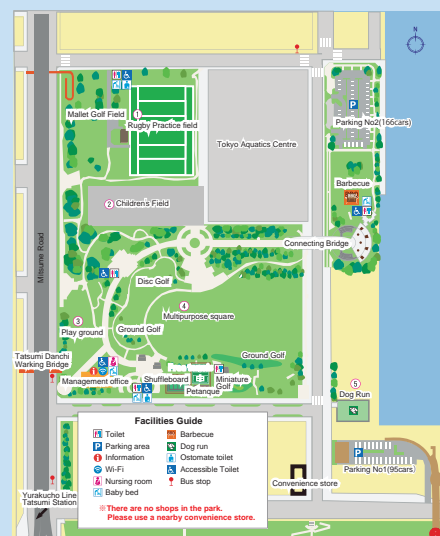 N
Mallet Golf Field
①
Rugby Practice field
P
Parking No2(166cars)
Tokyo Aquatics Centre
Barbecue
② Children's Field
Mitsume Road
Connecting Bridge
Disc Golf
④
Multipurpose square
③
Play ground
Ground Golf
Ground Golf
Tatsumi Danchi
Warking Bridge
Management office
Shuffleboard
Miniature
Golf
Petanque
⑤
Dog Run
Facilities Guide
Toilet
Barbecue
P Parking area
Dog run
Information
Ostomate toilet
Wi-Fi
Accessible Toilet
Nursing room
Bus stop
Baby bed
※There are no shops in the park.
Please use a nearby convenience store.
P
Parking No1(95cars)
Convenience store
Yurakucho Line
Tatsumi Station